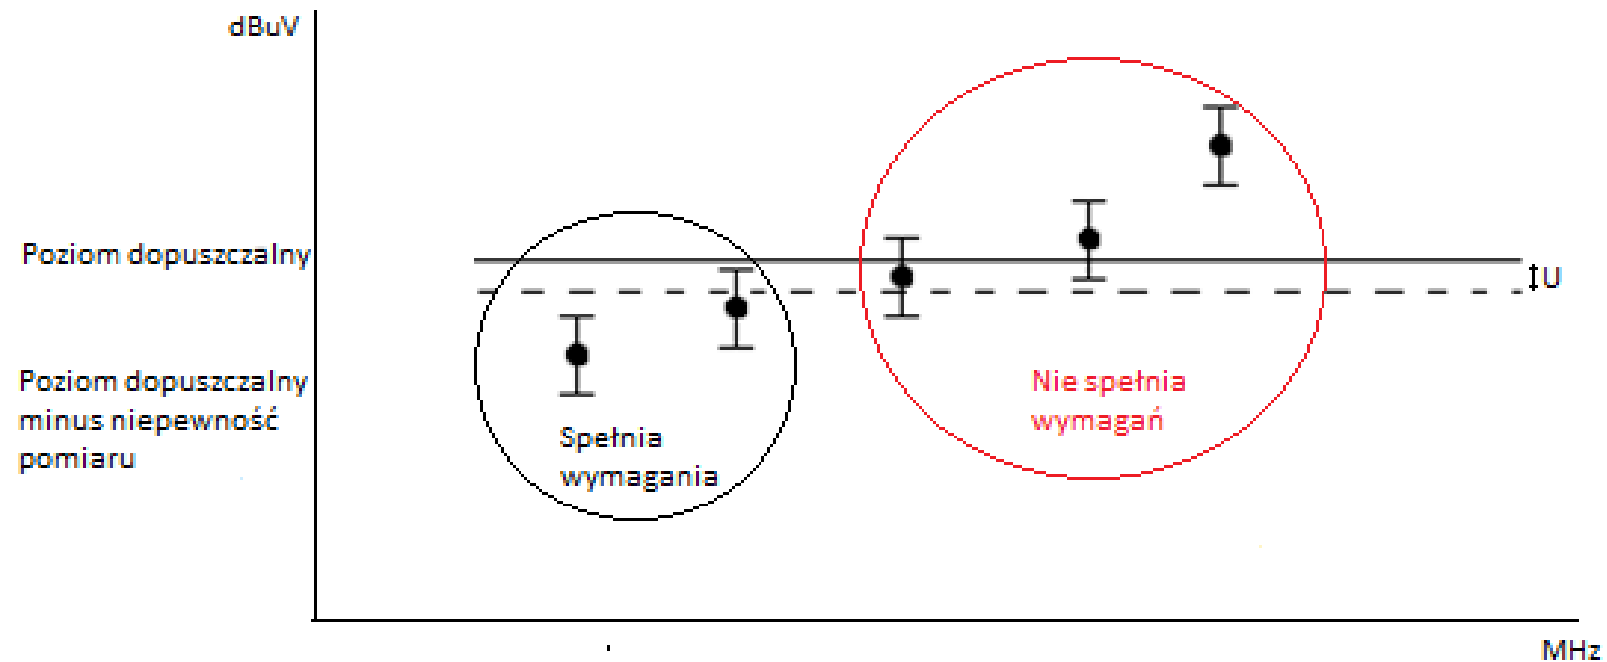 dBuV
Poziom dopuszczalny
U
Poziom dopuszczalny
minus niepewność
pomiaru
Spełnia
wymagania
Nie spełnia
wymagań
MHz